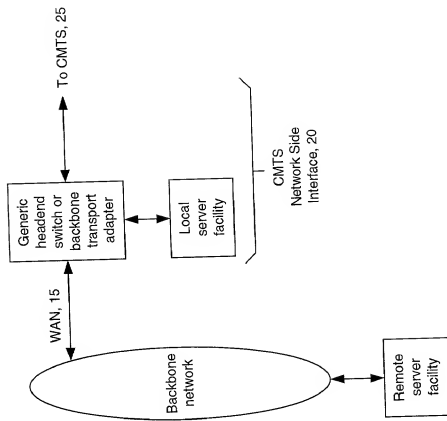 Backbone
network
Remote
server
facility
WAN, 15
Generic
headend
switch or
backbone
transport
adapter
Local
server
facility
To CMTS, 25
CMTS
Network Side
Interface, 20